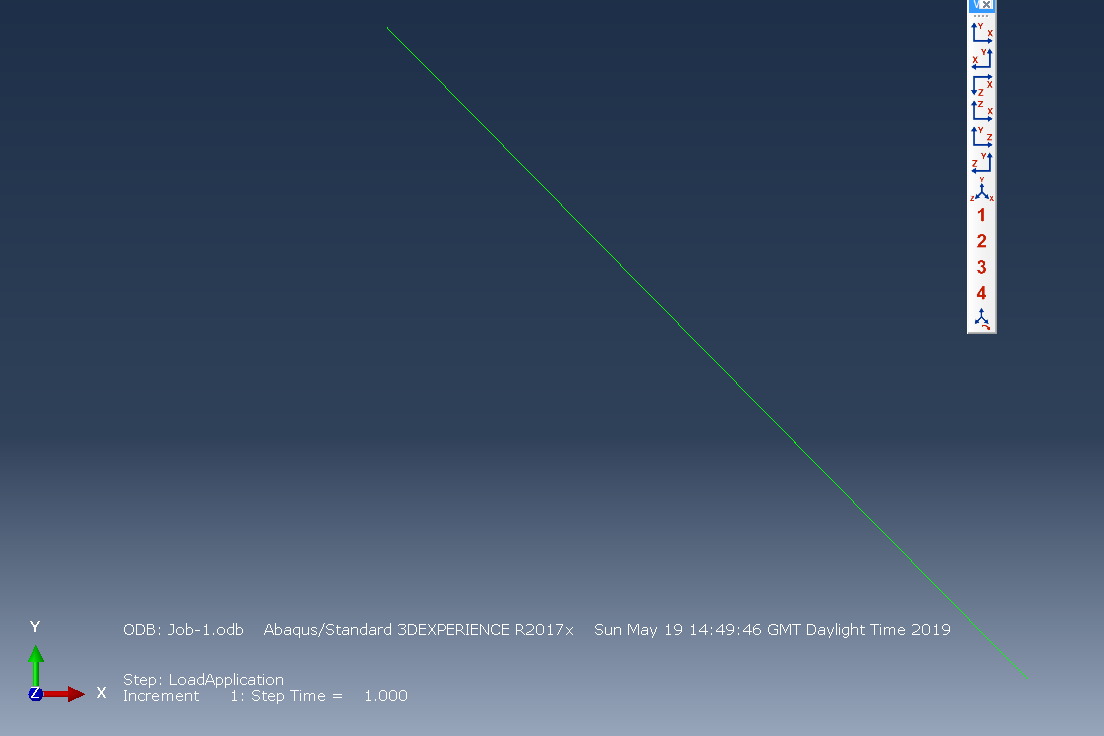 V
Y X
X Y
X Z
Z X
Y Z
Z Y
Y
Z X
1
2
3
4
Y
ODB: Job-1.odb Abaqus/Standard 3DEXPERIENCE R2017x Sun May 19 14:49:46 GMT Daylight Time 2019
Z X
Step: LoadApplication
Increment 1: Step Time = 1.000